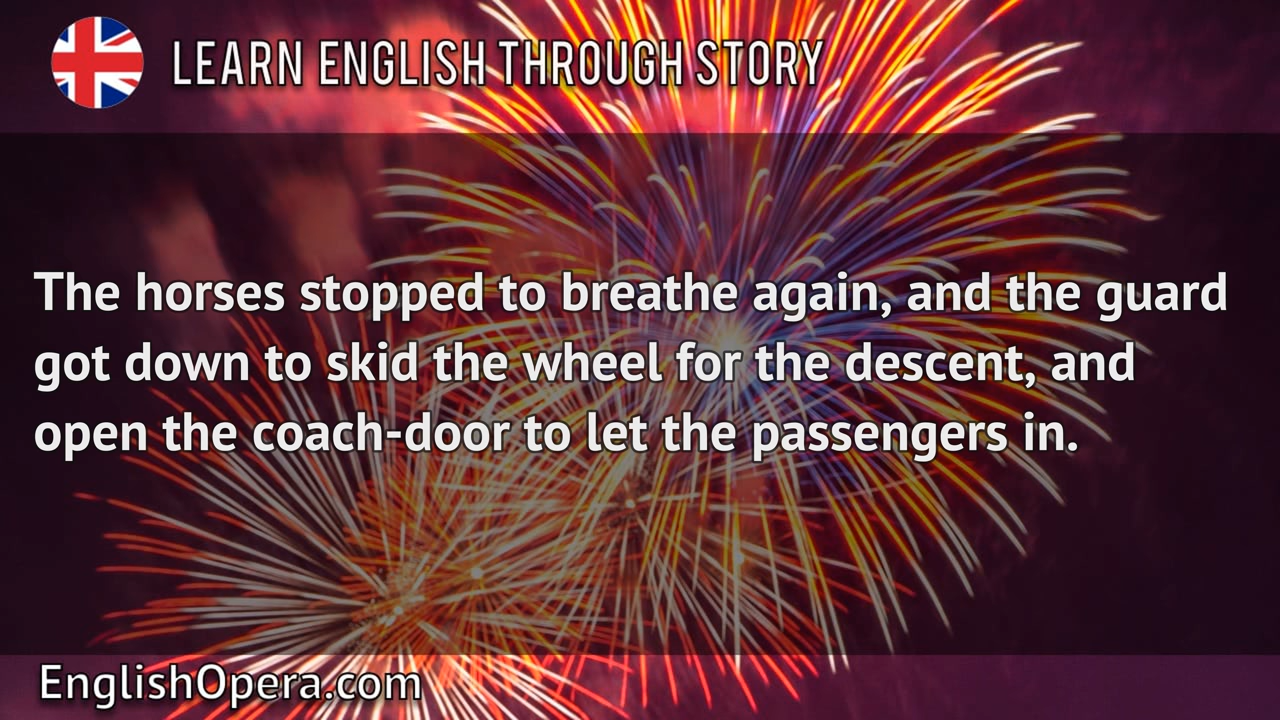 LEARN ENGLISH THROUGH STORY
The horses stopped to breathe again, and the guard
got down to skid the wheel for the descent, and
open the coach-door to let the passengers in.
EnglishOpera.com